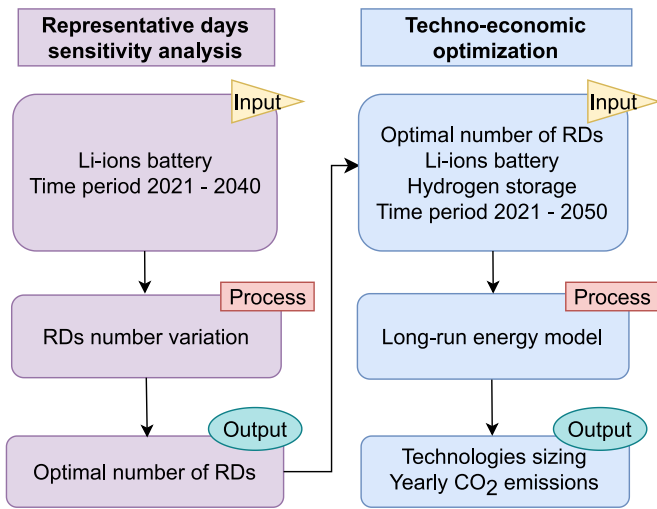 Representative days
sensitivity analysis
Input
Li-ions battery
Time period 2021 - 2040
Process
RDs number variation
Output
Optimal number of RDs
Techno-economic
optimization
Input
Optimal number of RDs
Li-ions battery
Hydrogen storage
Time period 2021 - 2050
Process
Long-run energy model
Output
Technologies sizing
Yearly CO2 emissions